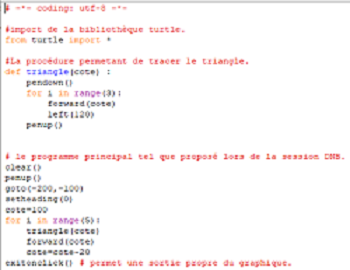 # -*- coding: utf-8 -*-
#import de la bibliothèque turtle.
from turtle import *
#La procédure permetant de tracer le triangle.
def triangle(cote) :
pendown()
for i in range(3):
forward(cote)
left(120)
penup()
# le programme principal tel que proposé lors de la session DNB.
clear()
penup()
goto(-200,-100)
setheading(0)
cote=100
for i in range(5):
triangle(cote)
forward(cote)
cote=cote-20
exitonclick() # permet une sortie propre du graphique.